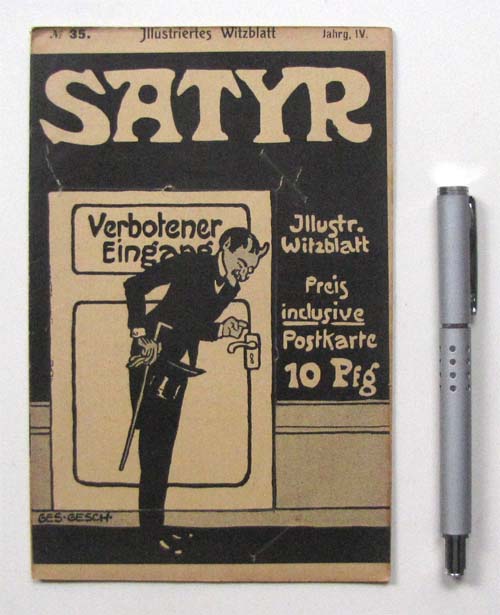 № 35. Illustriertes Witzblatt Jahrg. IV.
SATYR
Verbotener
Eingang
Illustr.
Witzblatt
Preis
inclusive
Postkarte
10 Pfg
GES·GESCH·